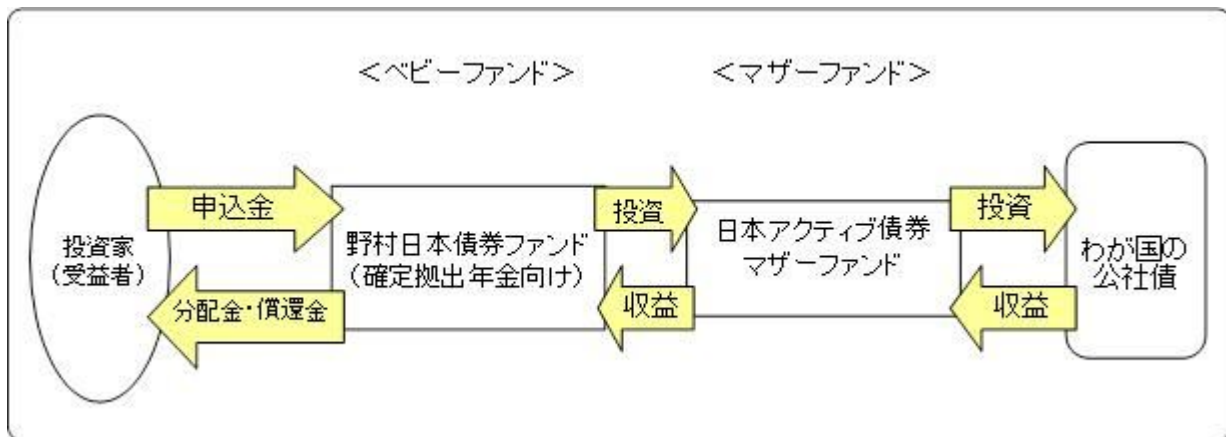 <ベビーファンド>
<マザーファンド>
投資家
(受益者)
申込金
分配金・償還金
野村日本債券ファンド
(確定拠出年金向け)
投資
収益
日本アクティブ債券
マザーファンド
投資
収益
わが国の
公社債